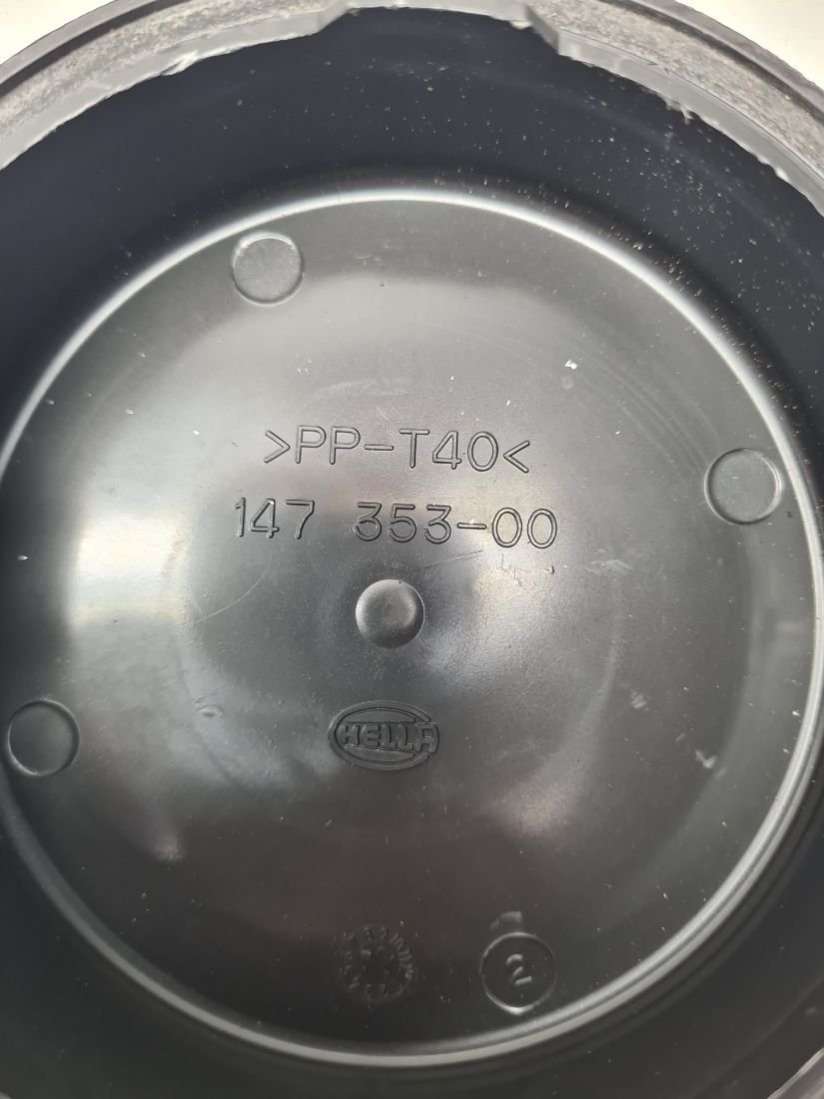 >PP-T40<
147 353-00
HELLA
2